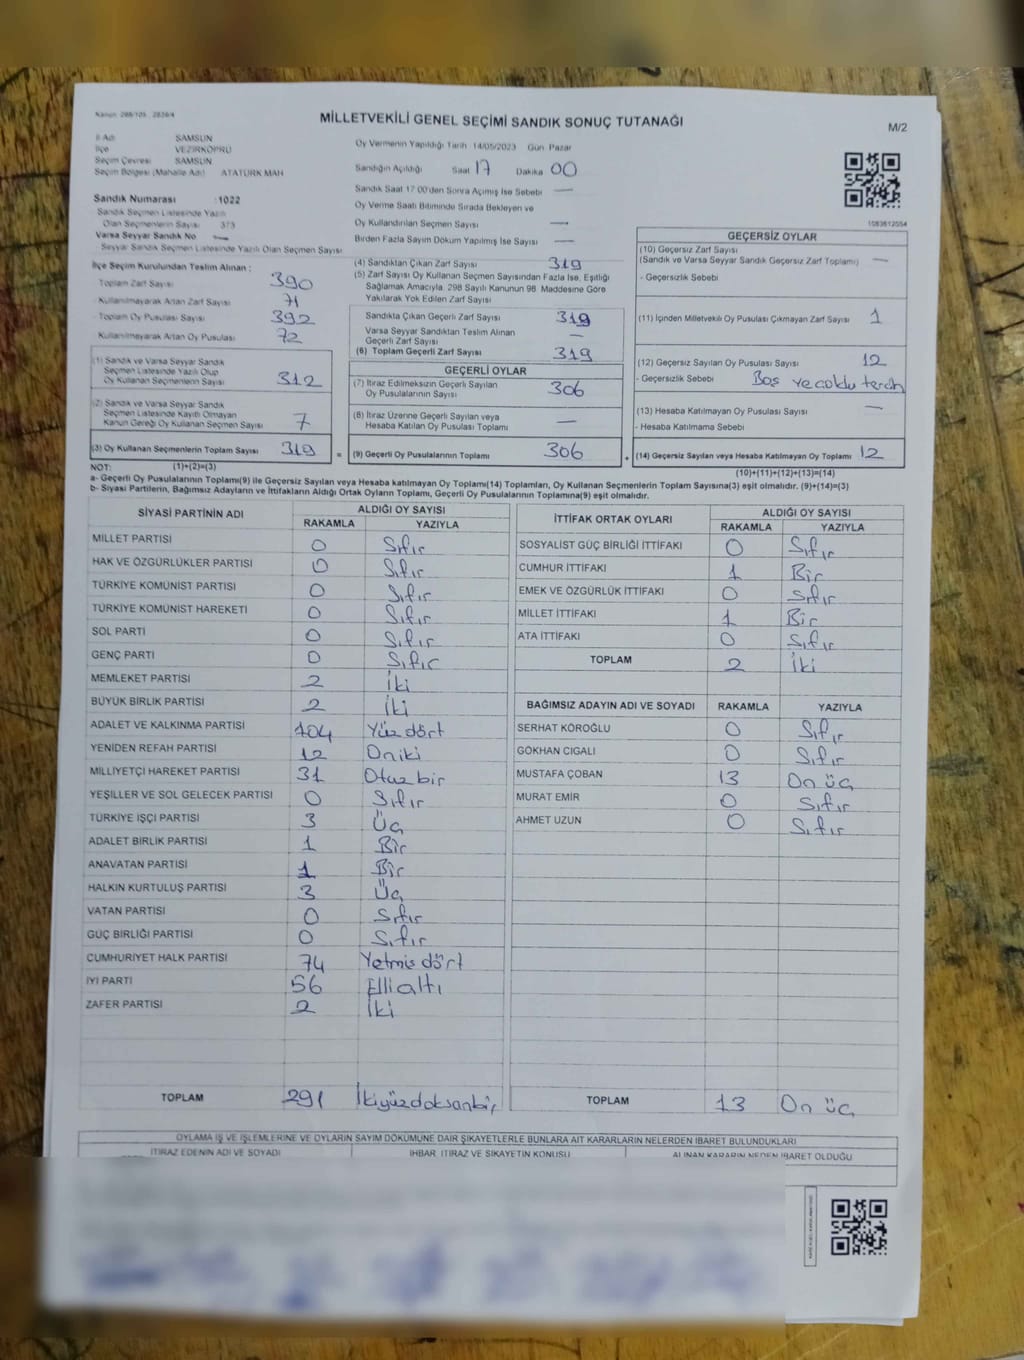 Kanun: 298/105 , 2839/4
MİLLETVEKİLİ GENEL SEÇİMİ SANDIK SONUÇ TUTANAĞI
M/2
İl Adı SAMSUN
İlçe VEZİRKÖPRÜ
Seçim Çevresi SAMSUN
Seçim Bölgesi (Mahalle Adı) ATATÜRK MAH
Sandık Numarası : 1022
Sandık Seçmen Listesinde Yazılı
Olan Seçmenlerin Sayısı 373
Varsa Seyyar Sandık No —
Seyyar Sandık Seçmen Listesinde Yazılı Olan Seçmen Sayısı
Oy Vermenin Yapıldığı Tarih 14/05/2023 Gün Pazar
Sandığın Açıldığı Saat 17 Dakika 00
Sandık Saat 17 00'den Sonra Açılmış İse Sebebi —
Oy Verme Saati Bitiminde Sırada Bekleyen ve
Oy Kullandırılan Seçmen Sayısı —
Birden Fazla Sayım Döküm Yapılmış İse Sayısı —
1083612554
İlçe Seçim Kurulundan Teslim Alınan :
Toplam Zarf Sayısı 390
Kullanılmayarak Artan Zarf Sayısı 71
Toplam Oy Pusulası Sayısı 392
Kullanılmayarak Artan Oy Pusulası 72
(1) Sandık ve Varsa Seyyar Sandık
Seçmen Listesinde Yazılı Olup
Oy Kullanan Seçmenlerin Sayısı 312
(2) Sandık ve Varsa Seyyar Sandık
Seçmen Listesinde Kayıtlı Olmayan
Kanun Gereği Oy Kullanan Seçmen Sayısı 7
(3) Oy Kullanan Seçmenlerin Toplam Sayısı 319
(1)+(2)=(3)
(4) Sandıktan Çıkan Zarf Sayısı 319
(5) Zarf Sayısı Oy Kullanan Seçmen Sayısından Fazla İse, Eşitliği
Sağlamak Amacıyla, 298 Sayılı Kanunun 98. Maddesine Göre
Yakılarak Yok Edilen Zarf Sayısı
Sandıkta Çıkan Geçerli Zarf Sayısı 319
Varsa Seyyar Sandıktan Teslim Alınan
Geçerli Zarf Sayısı —
(6) Toplam Geçerli Zarf Sayısı 319
GEÇERLİ OYLAR
(7) İtiraz Edilmeksizin Geçerli Sayılan
Oy Pusulalarının Sayısı 306
(8) İtiraz Üzerine Geçerli Sayılan veya
Hesaba Katılan Oy Pusulası Toplamı —
= (9) Geçerli Oy Pusulalarının Toplamı 306
GEÇERSİZ OYLAR
(10) Geçersiz Zarf Sayısı
(Sandık ve Varsa Seyyar Sandık Geçersiz Zarf Toplamı) —
- Geçersizlik Sebebi
(11) İçinden Milletvekili Oy Pusulası Çıkmayan Zarf Sayısı 1
(12) Geçersiz Sayılan Oy Pusulası Sayısı 12
- Geçersizlik Sebebi Boş ve çoklu tercih
(13) Hesaba Katılmayan Oy Pusulası Sayısı —
- Hesaba Katılmama Sebebi
+ (14) Geçersiz Sayılan veya Hesaba Katılmayan Oy Toplamı 12
(10)+(11)+(12)+(13)=(14)
NOT:
a- Geçerli Oy Pusulalarının Toplamı(9) ile Geçersiz Sayılan veya Hesaba katılmayan Oy Toplamı(14) Toplamları, Oy Kullanan Seçmenlerin Toplam Sayısına(3) eşit olmalıdır. (9)+(14)=(3)
b- Siyasi Partilerin, Bağımsız Adayların ve İttifakların Aldığı Ortak Oyların Toplamı, Geçerli Oy Pusulalarının Toplamına(9) eşit olmalıdır.
SİYASİ PARTİNİN ADI ALDIĞI OY SAYISI
RAKAMLA YAZIYLA
MİLLET PARTİSİ 0 Sıfır
HAK VE ÖZGÜRLÜKLER PARTİSİ 0 Sıfır
TÜRKİYE KOMÜNİST PARTİSİ 0 Sıfır
TÜRKİYE KOMÜNİST HAREKETİ 0 Sıfır
SOL PARTİ 0 Sıfır
GENÇ PARTİ 0 Sıfır
MEMLEKET PARTİSİ 2 İki
BÜYÜK BİRLİK PARTİSİ 2 İki
ADALET VE KALKINMA PARTİSİ 104 Yüz dört
YENİDEN REFAH PARTİSİ 12 On iki
MİLLİYETÇİ HAREKET PARTİSİ 31 Otuz bir
YEŞİLLER VE SOL GELECEK PARTİSİ 0 Sıfır
TÜRKİYE İŞÇİ PARTİSİ 3 Üç
ADALET BİRLİK PARTİSİ 1 Bir
ANAVATAN PARTİSİ 1 Bir
HALKIN KURTULUŞ PARTİSİ 3 Üç
VATAN PARTİSİ 0 Sıfır
GÜÇ BİRLİĞİ PARTİSİ 0 Sıfır
CUMHURİYET HALK PARTİSİ 74 Yetmiş dört
İYİ PARTİ 56 Elli altı
ZAFER PARTİSİ 2 İki
TOPLAM 291 İkiyüzdoksanbir
İTTİFAK ORTAK OYLARI ALDIĞI OY SAYISI
RAKAMLA YAZIYLA
SOSYALİST GÜÇ BİRLİĞİ İTTİFAKI 0 Sıfır
CUMHUR İTTİFAKI 1 Bir
EMEK VE ÖZGÜRLÜK İTTİFAKI 0 Sıfır
MİLLET İTTİFAKI 1 Bir
ATA İTTİFAKI 0 Sıfır
TOPLAM 2 İki
BAĞIMSIZ ADAYIN ADI VE SOYADI RAKAMLA YAZIYLA
SERHAT KÖROĞLU 0 Sıfır
GÖKHAN CIGALI 0 Sıfır
MUSTAFA ÇOBAN 13 On üç
MURAT EMİR 0 Sıfır
AHMET UZUN 0 Sıfır
TOPLAM 13 On üç
OYLAMA İŞ VE İŞLEMLERİNE VE OYLARIN SAYIM DÖKÜMÜNE DAİR ŞİKAYETLERLE BUNLARA AİT KARARLARIN NELERDEN İBARET BULUNDUKLARI
İTİRAZ EDENİN ADI VE SOYADI İHBAR, İTİRAZ VE ŞİKAYETİN KONUSU ALINAN KARARIN NEDEN İBARET OLDUĞU